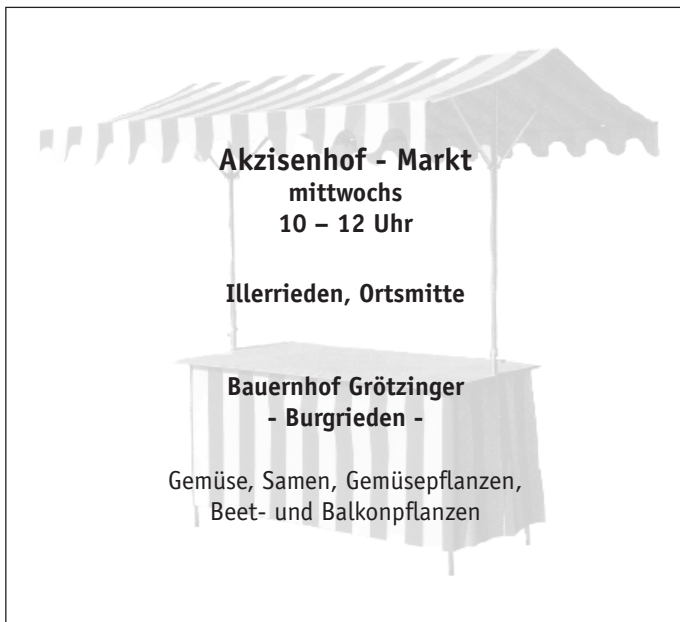 Akzisenhof - Markt
mittwochs
10 – 12 Uhr
Illerrieden, Ortsmitte
Bauernhof Grötzinger
- Burgrieden -
Gemüse, Samen, Gemüsepflanzen,
Beet- und Balkonpflanzen